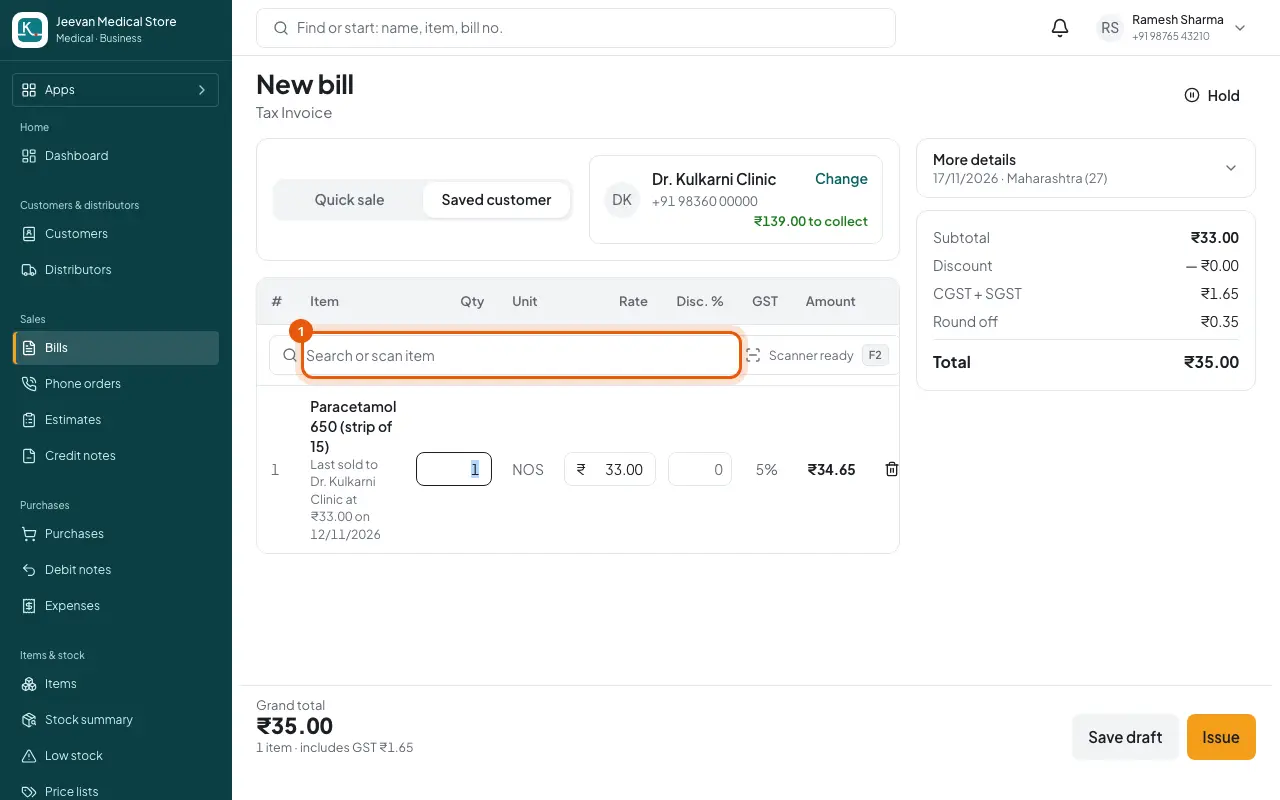 Jeevan Medical Store
Medical · Business
Apps
Home
Dashboard
Customers & distributors
Customers
Distributors
Sales
Bills
Phone orders
Estimates
Credit notes
Purchases
Purchases
Debit notes
Expenses
Items & stock
Items
Stock summary
Low stock
Price lists
Find or start: name, item, bill no.
RS
Ramesh Sharma
+91 98765 43210
New bill
Tax Invoice
Hold
Quick sale
Saved customer
DK
Dr. Kulkarni Clinic
Change
+91 98360 00000
₹139.00 to collect
# Item Qty Unit Rate Disc. % GST Amount
1
Search or scan item
Scanner ready F2
1
Paracetamol
650 (strip of
15)
Last sold to
Dr. Kulkarni
Clinic at
₹33.00 on
12/11/2026
1 NOS ₹ 33.00 0 5% ₹34.65
More details
17/11/2026 · Maharashtra (27)
Subtotal ₹33.00
Discount — ₹0.00
CGST + SGST ₹1.65
Round off ₹0.35
Total ₹35.00
Grand total
₹35.00
1 item · includes GST ₹1.65
Save draft
Issue